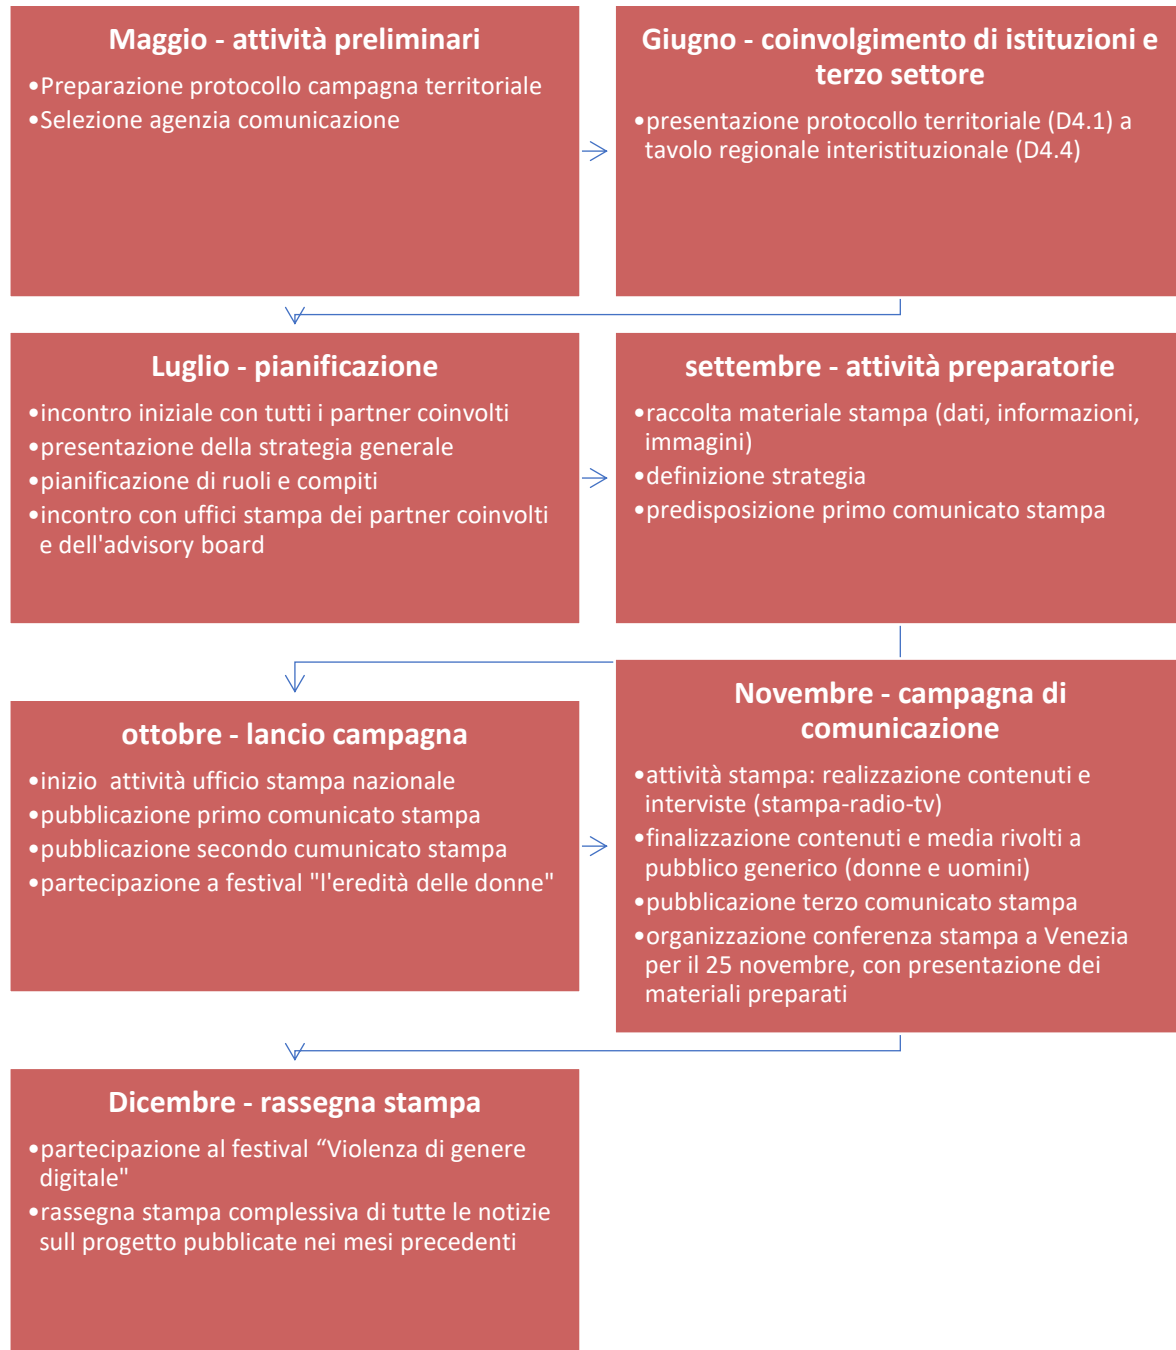 Maggio - attività preliminari
•Preparazione protocollo campagna territoriale
•Selezione agenzia comunicazione
Giugno - coinvolgimento di istituzioni e
terzo settore
•presentazione protocollo territoriale (D4.1) a
tavolo regionale interistituzionale (D4.4)
Luglio - pianificazione
•incontro iniziale con tutti i partner coinvolti
•presentazione della strategia generale
•pianificazione di ruoli e compiti
•incontro con uffici stampa dei partner coinvolti
e dell'advisory board
settembre - attività preparatorie
•raccolta materiale stampa (dati, informazioni,
immagini)
•definizione strategia
•predisposizione primo comunicato stampa
ottobre - lancio campagna
•inizio  attività ufficio stampa nazionale
•pubblicazione primo comunicato stampa
•pubblicazione secondo cumunicato stampa
•partecipazione a festival "l'eredità delle donne"
Novembre - campagna di
comunicazione
•attività stampa: realizzazione contenuti e
interviste (stampa-radio-tv)
•finalizzazione contenuti e media rivolti a
pubblico generico (donne e uomini)
•pubblicazione terzo comunicato stampa
•organizzazione conferenza stampa a Venezia
per il 25 novembre, con presentazione dei
materiali preparati
Dicembre - rassegna stampa
•partecipazione al festival “Violenza di genere
digitale"
•rassegna stampa complessiva di tutte le notizie
sull progetto pubblicate nei mesi precedenti